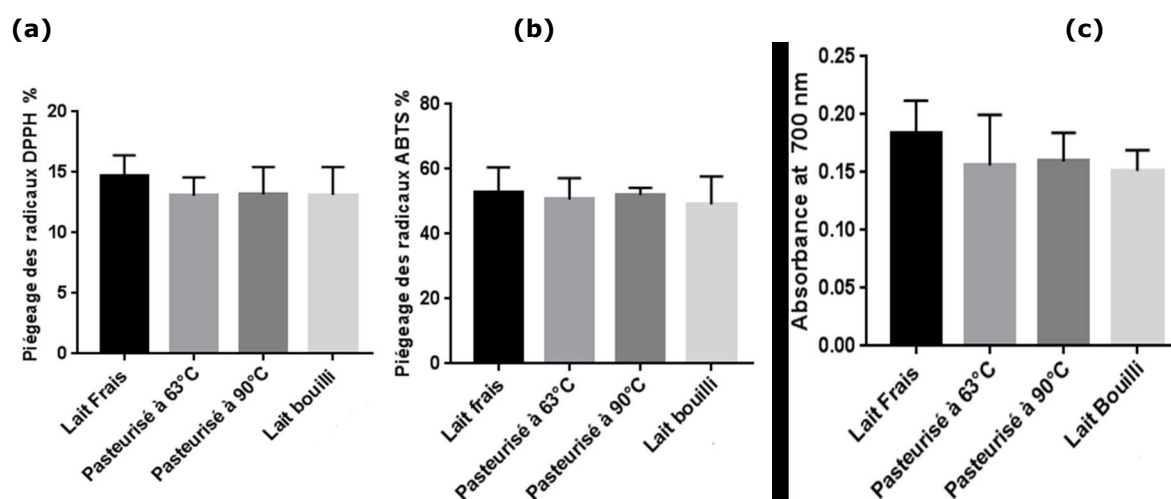 (a)
(b)
(c)
Piégeage des radicaux DPPH %
20
15
10
5
0
Lait Frais
Pasteurisé à 63°C
Pasteurisé à 90°C
Lait bouilli
Piégeage des radicaux ABTS %
80
60
40
20
0
Lait frais
Pasteurisé à 63°C
Pasteurisé à 90°C
Lait bouilli
Absorbance at 700 nm
0.25
0.20
0.15
0.10
0.05
0.00
Lait Frais
Pasteurisé à 63°C
Pasteurisé à 90°C
Lait Bouilli